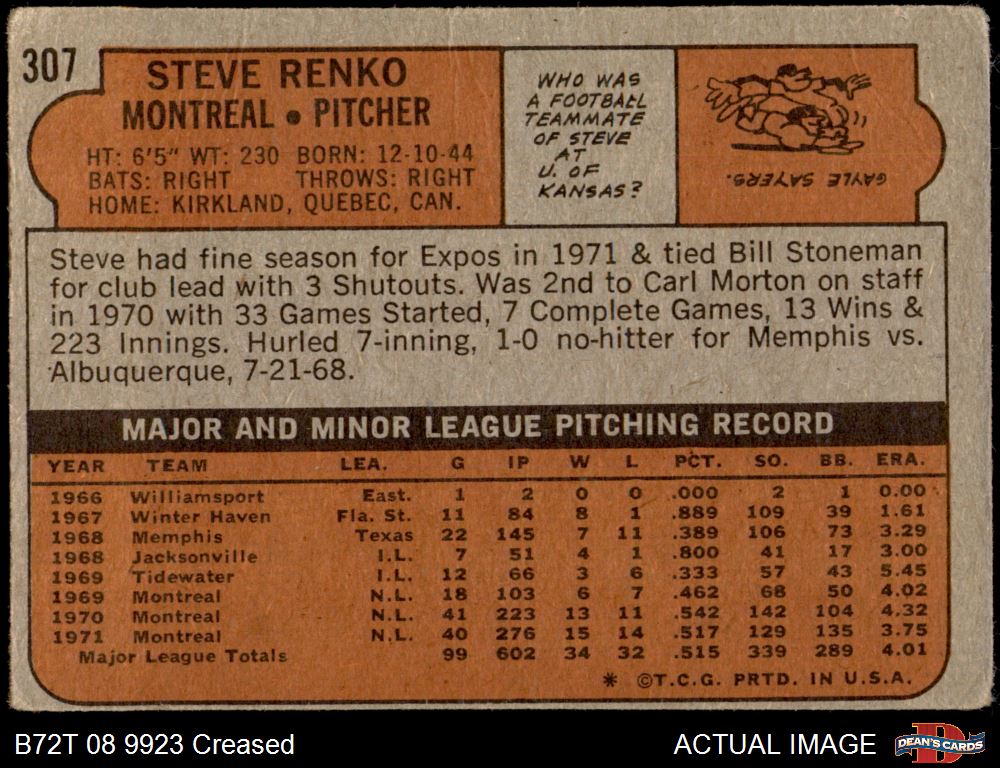 307
STEVE RENKO
MONTREAL • PITCHER
HT: 6'5" WT: 230 BORN: 12-10-44
BATS: RIGHT THROWS: RIGHT
HOME: KIRKLAND, QUEBEC, CAN.
WHO WAS
A FOOTBALL
TEAMMATE
OF STEVE
AT
U. OF
KANSAS?
GAYLE SAYERS.
Steve had fine season for Expos in 1971 & tied Bill Stoneman
for club lead with 3 Shutouts. Was 2nd to Carl Morton on staff
in 1970 with 33 Games Started, 7 Complete Games, 13 Wins &
223 Innings. Hurled 7-inning, 1-0 no-hitter for Memphis vs.
Albuquerque, 7-21-68.
MAJOR AND MINOR LEAGUE PITCHING RECORD
YEAR TEAM LEA. G IP W L PCT. SO. BB. ERA.
1966 Williamsport East. 1 2 0 0 .000 2 1 0.00
1967 Winter Haven Fla. St. 11 84 8 1 .889 109 39 1.61
1968 Memphis Texas 22 145 7 11 .389 106 73 3.29
1968 Jacksonville I.L. 7 51 4 1 .800 41 17 3.00
1969 Tidewater I.L. 12 66 3 6 .333 57 43 5.45
1969 Montreal N.L. 18 103 6 7 .462 68 50 4.02
1970 Montreal N.L. 41 223 13 11 .542 142 104 4.32
1971 Montreal N.L. 40 276 15 14 .517 129 135 3.75
Major League Totals 99 602 34 32 .515 339 289 4.01
* ©T.C.G. PRTD. IN U.S.A.
B72T 08 9923 Creased
ACTUAL IMAGE
D
DEAN'S CARDS